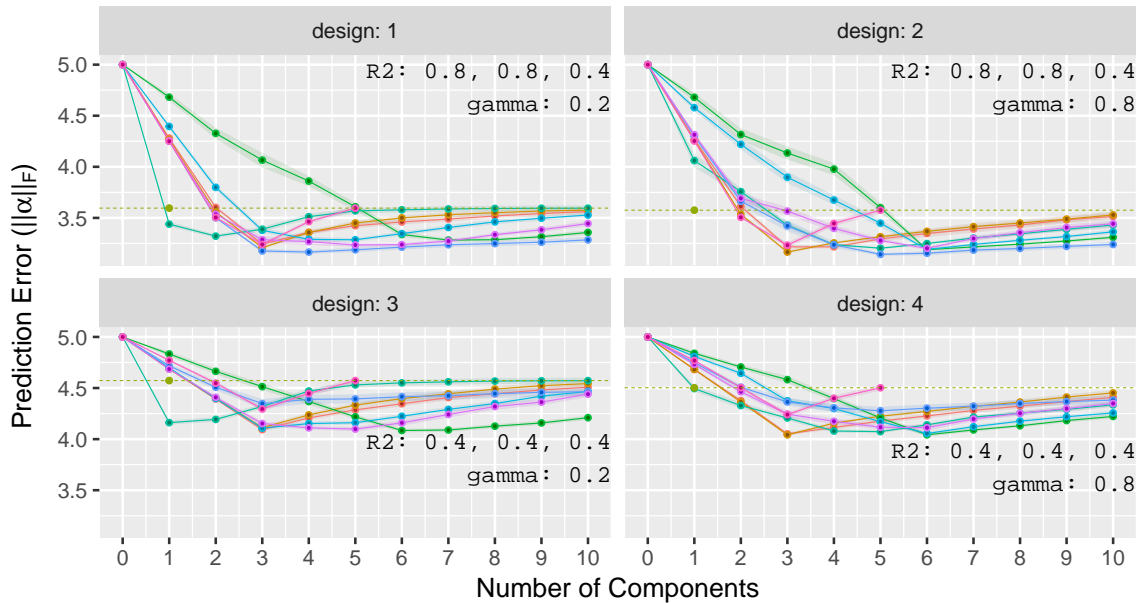 design: 1
design: 2
R2: 0.8, 0.8, 0.4
gamma: 0.2
R2: 0.8, 0.8, 0.4
gamma: 0.8
5.0
4.5
4.0
3.5
design: 3
design: 4
R2: 0.4, 0.4, 0.4
gamma: 0.2
R2: 0.4, 0.4, 0.4
gamma: 0.8
5.0
4.5
4.0
3.5
0 1 2 3 4 5 6 7 8 9 10
0 1 2 3 4 5 6 7 8 9 10
Number of Components
Prediction Error (||α||F)